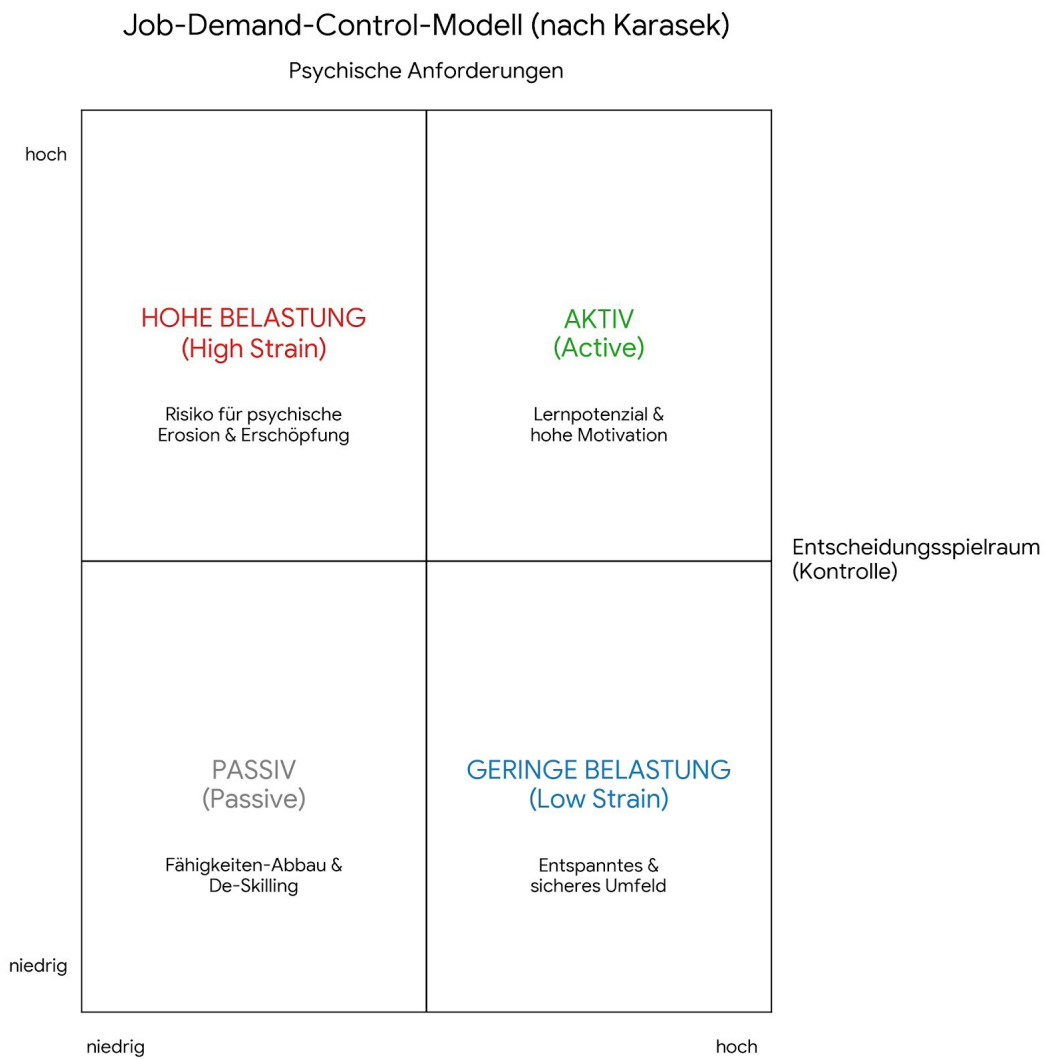 Job-Demand-Control-Modell (nach Karasek)
Psychische Anforderungen
hoch
HOHE BELASTUNG
(High Strain)
Risiko für psychische
Erosion & Erschöpfung
AKTIV
(Active)
Lernpotenzial &
hohe Motivation
Entscheidungsspielraum
(Kontrolle)
PASSIV
(Passive)
Fähigkeiten-Abbau &
De-Skilling
GERINGE BELASTUNG
(Low Strain)
Entspanntes &
sicheres Umfeld
niedrig
niedrig
hoch